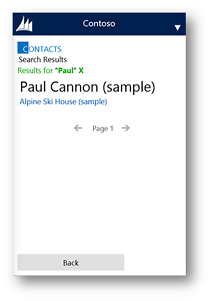 Contoso
CONTACTS
Search Results
Results for "Paul" X
Paul Cannon (sample)
Alpine Ski House (sample)
Page 1
Back